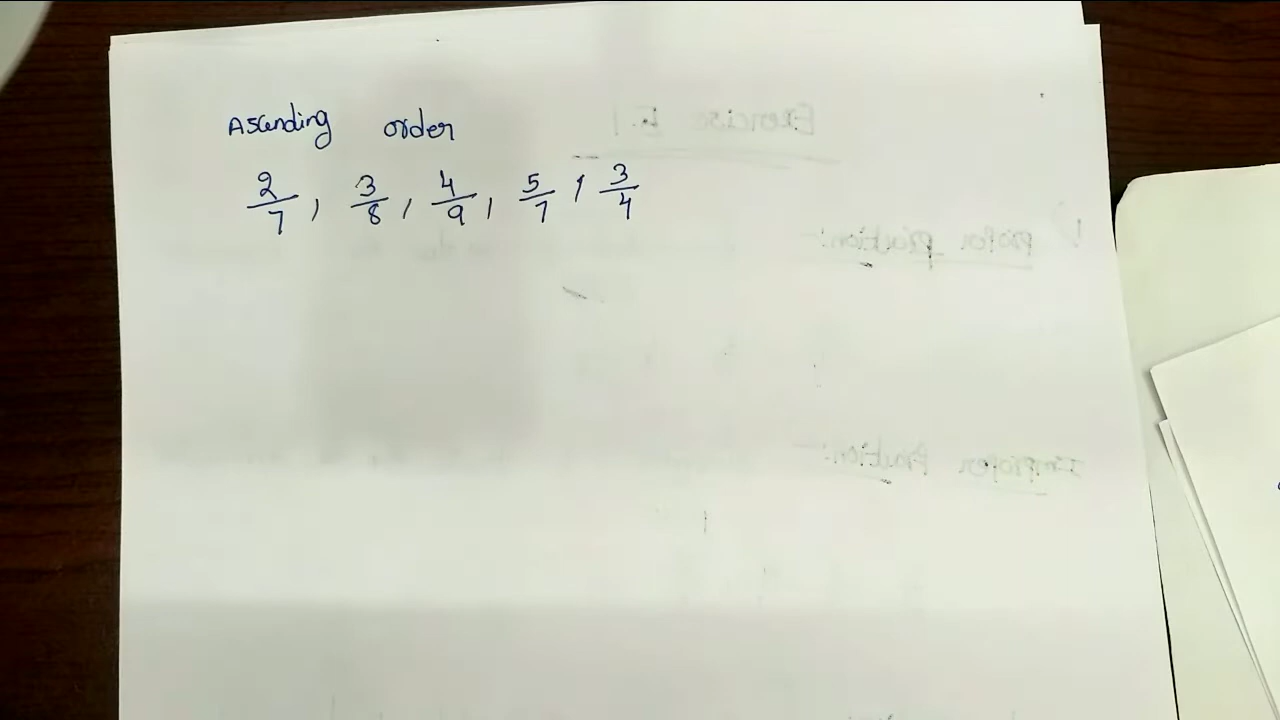 Ascending order
2/7, 3/8, 4/9, 5/7, 3/4